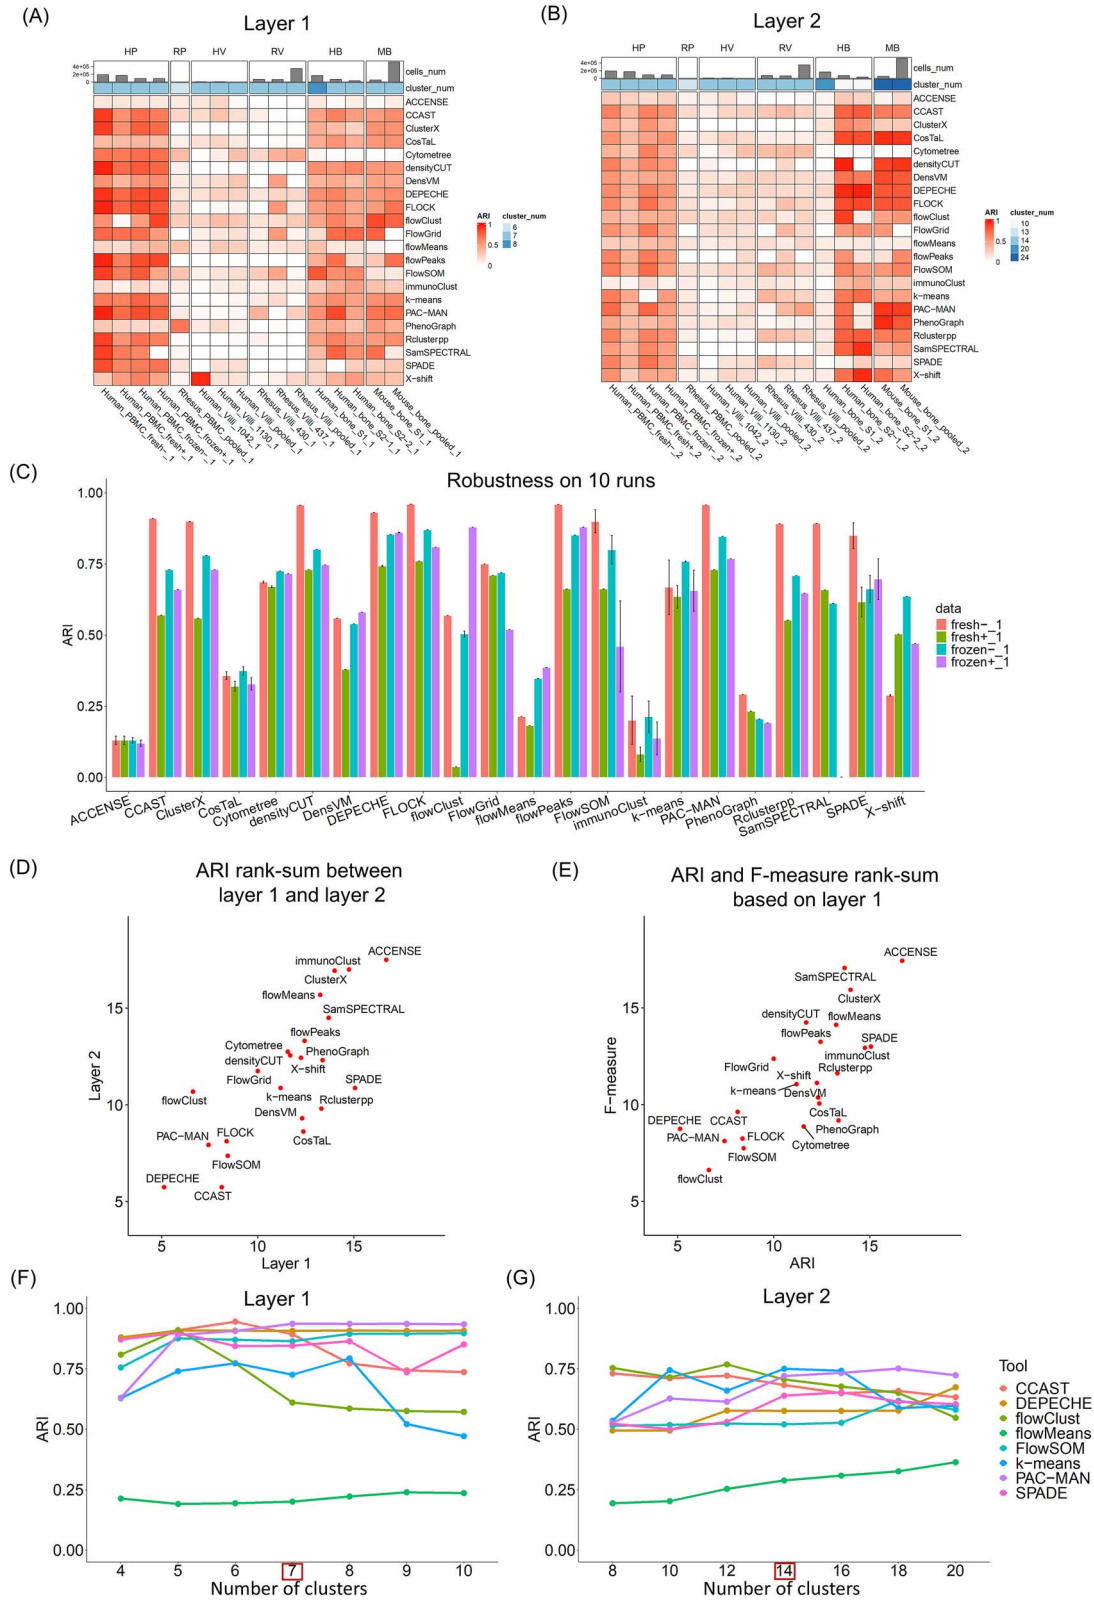 (A)
Layer 1
HP RP HV RV HB MB
4e+05
2e+05
0
cells_num
cluster_num
ACCENSE
CCAST
ClusterX
CosTaL
Cytometree
densityCUT
DensVM
DEPECHE
FLOCK
flowClust
FlowGrid
flowMeans
flowPeaks
FlowSOM
immunoClust
k-means
PAC-MAN
PhenoGraph
Rclusterpp
SamSPECTRAL
SPADE
X-shift
ARI
1
0.5
0
cluster_num
6
7
8
Human_PBMC_fresh-_1
Human_PBMC_fresh+_1
Human_PBMC_frozen-_1
Human_PBMC_frozen+_1
Rhesus_PBMC_pooled_1
Human_Villi_1042_1
Human_Villi_1130_1
Human_Villi_pooled_1
Rhesus_Villi_430_1
Rhesus_Villi_437_1
Rhesus_Villi_pooled_1
Human_bone_S1_1
Human_bone_S2-1_1
Human_bone_S2-2_1
Mouse_bone_S1_1
Mouse_bone_pooled_1
(B)
Layer 2
HP RP HV RV HB MB
4e+05
2e+05
0
cells_num
cluster_num
ACCENSE
CCAST
ClusterX
CosTaL
Cytometree
densityCUT
DensVM
DEPECHE
FLOCK
flowClust
FlowGrid
flowMeans
flowPeaks
FlowSOM
immunoClust
k-means
PAC-MAN
PhenoGraph
Rclusterpp
SamSPECTRAL
SPADE
X-shift
ARI
1
0.5
0
cluster_num
10
13
14
20
24
Human_PBMC_fresh-_2
Human_PBMC_fresh+_2
Human_PBMC_frozen-_2
Human_PBMC_frozen+_2
Rhesus_PBMC_pooled_2
Human_Villi_1042_2
Human_Villi_1130_2
Human_Villi_pooled_2
Rhesus_Villi_430_2
Rhesus_Villi_437_2
Rhesus_Villi_pooled_2
Human_bone_S1_2
Human_bone_S2-1_2
Human_bone_S2-2_2
Mouse_bone_S1_2
Mouse_bone_pooled_2
(C)
Robustness on 10 runs
1.00
0.75
0.50
0.25
0.00
ARI
ACCENSE
CCAST
ClusterX
CosTaL
Cytometree
densityCUT
DensVM
DEPECHE
FLOCK
flowClust
FlowGrid
flowMeans
flowPeaks
FlowSOM
immunoClust
k-means
PAC-MAN
PhenoGraph
Rclusterpp
SamSPECTRAL
SPADE
X-shift
data
fresh-_1
fresh+_1
frozen-_1
frozen+_1
(D)
ARI rank-sum between
layer 1 and layer 2
15
10
5
Layer 2
ACCENSE
immunoClust
ClusterX
flowMeans
SamSPECTRAL
flowPeaks
Cytometree
PhenoGraph
densityCUT
X-shift
FlowGrid
SPADE
k-means
flowClust
Rclusterpp
DensVM
CosTaL
PAC-MAN
FLOCK
FlowSOM
DEPECHE
CCAST
5 10 15
Layer 1
(E)
ARI and F-measure rank-sum
based on layer 1
15
10
5
F-measure
ACCENSE
SamSPECTRAL
ClusterX
densityCUT
flowMeans
flowPeaks
SPADE
immunoClust
FlowGrid
Rclusterpp
X-shift
k-means
DensVM
CosTaL
CCAST
DEPECHE
PhenoGraph
PAC-MAN
FLOCK
Cytometree
FlowSOM
flowClust
5 10 15
ARI
(F)
Layer 1
1.00
0.75
0.50
0.25
0.00
ARI
4 5 6 7 8 9 10
Number of clusters
(G)
Layer 2
1.00
0.75
0.50
0.25
0.00
ARI
8 10 12 14 16 18 20
Number of clusters
Tool
CCAST
DEPECHE
flowClust
flowMeans
FlowSOM
k-means
PAC-MAN
SPADE